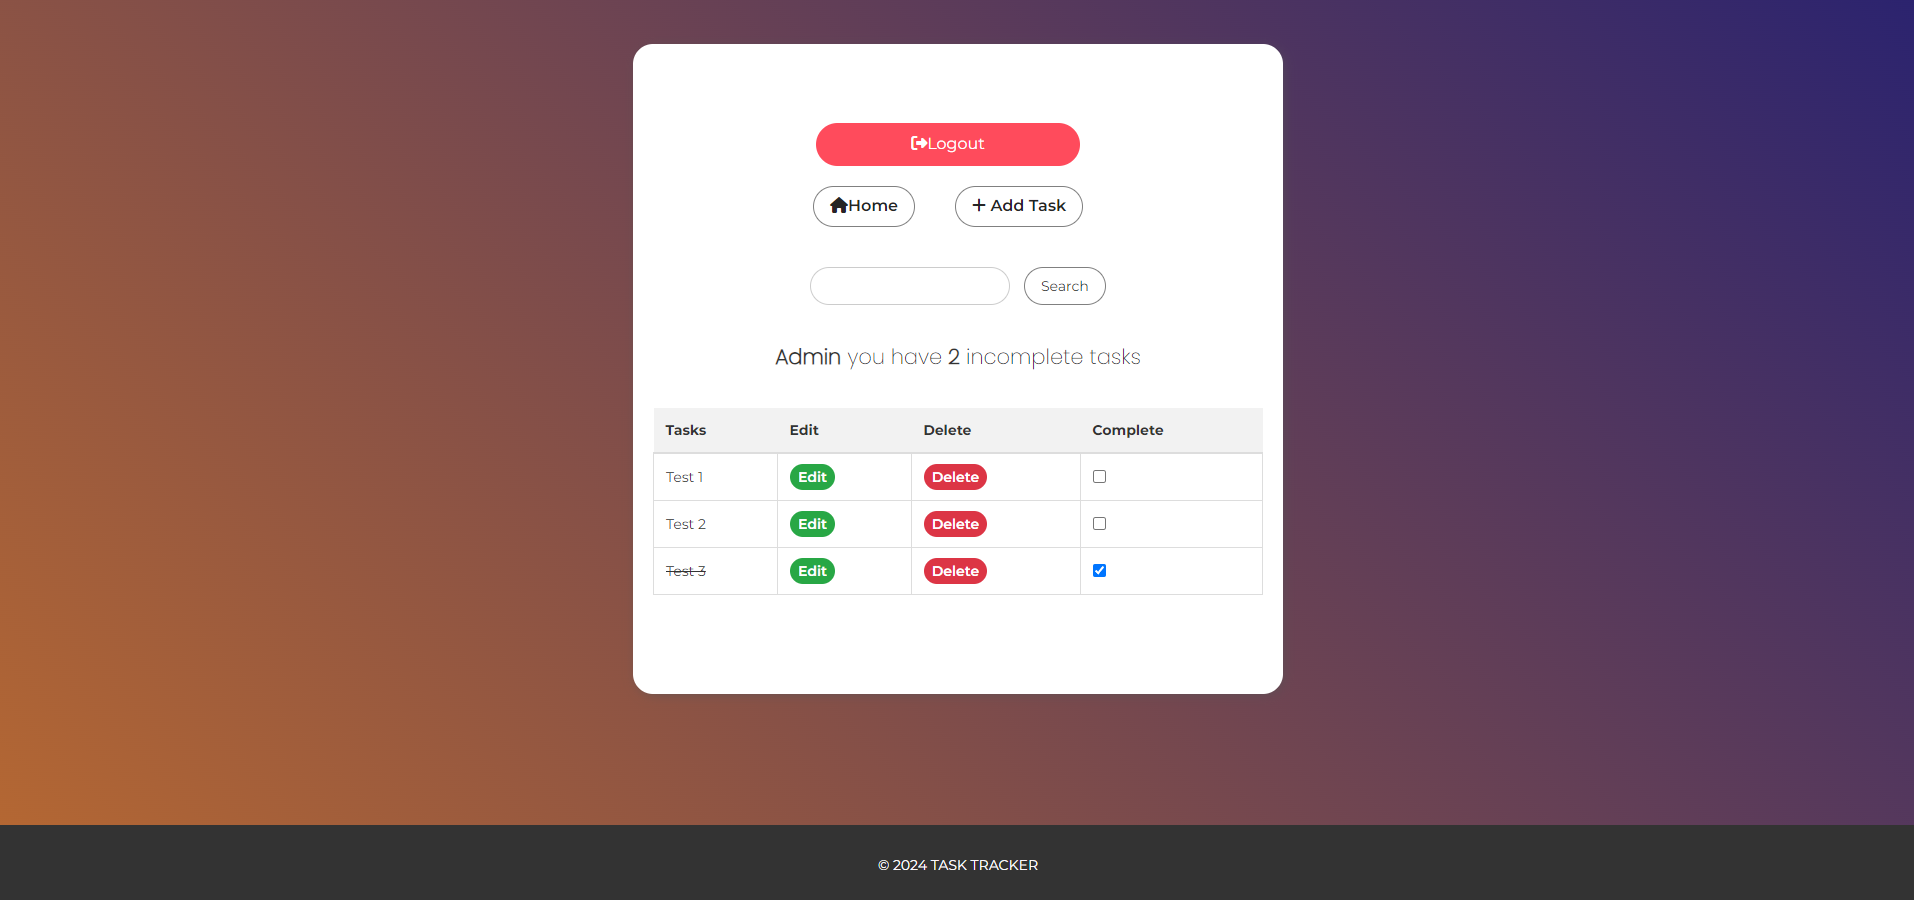 Logout
Home + Add Task
Search
Admin you have 2 incomplete tasks
Tasks Edit Delete Complete
Test 1 Edit Delete
Test 2 Edit Delete
Test 3 Edit Delete
© 2024 TASK TRACKER